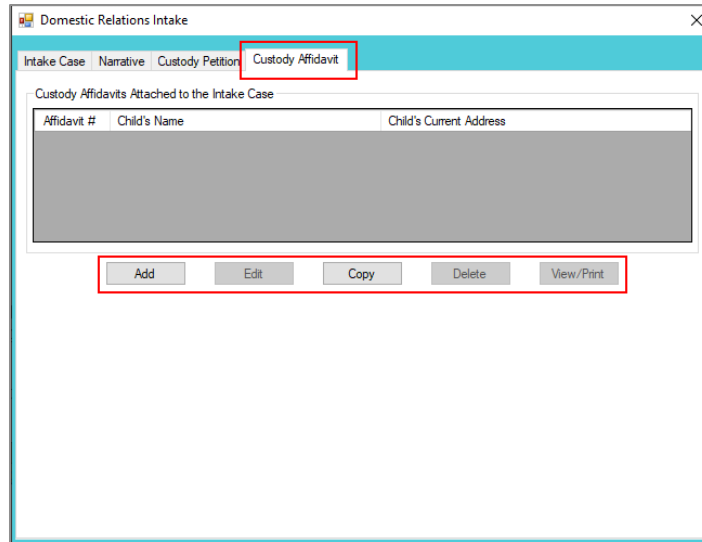 Domestic Relations Intake
Intake Case Narrative Custody Petition Custody Affidavit
Custody Affidavits Attached to the Intake Case
Affidavit # Child's Name Child's Current Address
Add Edit Copy Delete View/Print